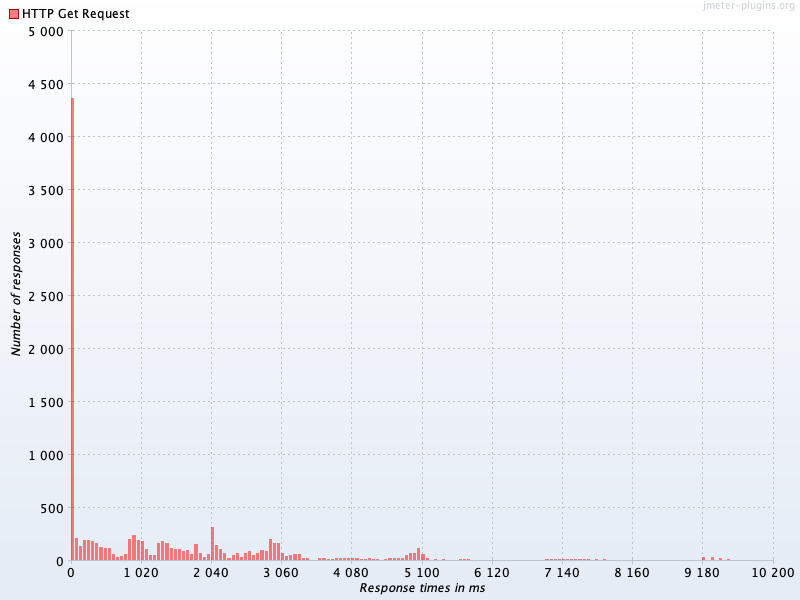 jmeter-plugins.org
HTTP Get Request
5 000
4 500
4 000
3 500
3 000
2 500
2 000
1 500
1 000
500
0
Number of responses
0 1 020 2 040 3 060 4 080 5 100 6 120 7 140 8 160 9 180 10 200
Response times in ms